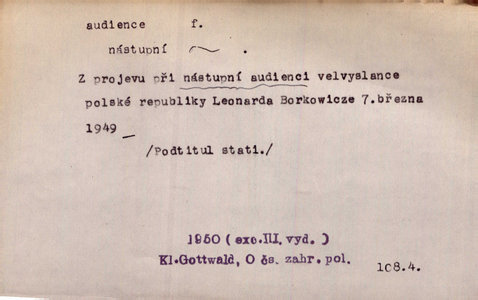 audience f.
nástupní ~ .
Z projevu při nástupní audienci velvyslance
polské republiky Leonarda Borkowicze 7.března
1949 _
/Podtitul stati./
1950 ( exc.III. vyd. )
Kl.Gottwald, O čs. zahr. pol.
108.4.